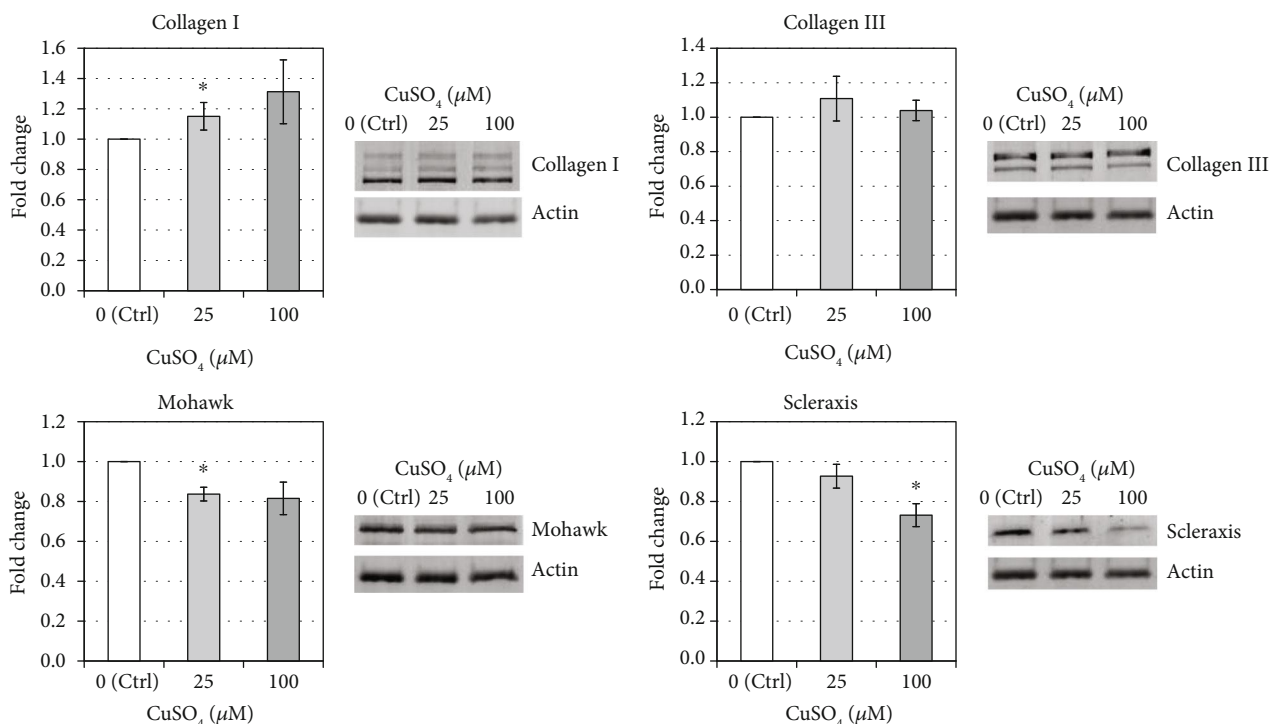 Collagen I
Fold change
1.6
1.4
1.2
1.0
0.8
0.6
0.4
0.2
0.0
*
0 (Ctrl) 25 100
CuSO4 (μM)
CuSO4 (μM)
0 (Ctrl) 25 100
Collagen I
Actin
Collagen III
Fold change
1.4
1.2
1.0
0.8
0.6
0.4
0.2
0.0
0 (Ctrl) 25 100
CuSO4 (μM)
CuSO4 (μM)
0 (Ctrl) 25 100
Collagen III
Actin
Mohawk
Fold change
1.2
1.0
0.8
0.6
0.4
0.2
0.0
*
0 (Ctrl) 25 100
CuSO4 (μM)
CuSO4 (μM)
0 (Ctrl) 25 100
Mohawk
Actin
Scleraxis
Fold change
1.2
1.0
0.8
0.6
0.4
0.2
0.0
*
0 (Ctrl) 25 100
CuSO4 (μM)
CuSO4 (μM)
0 (Ctrl) 25 100
Scleraxis
Actin